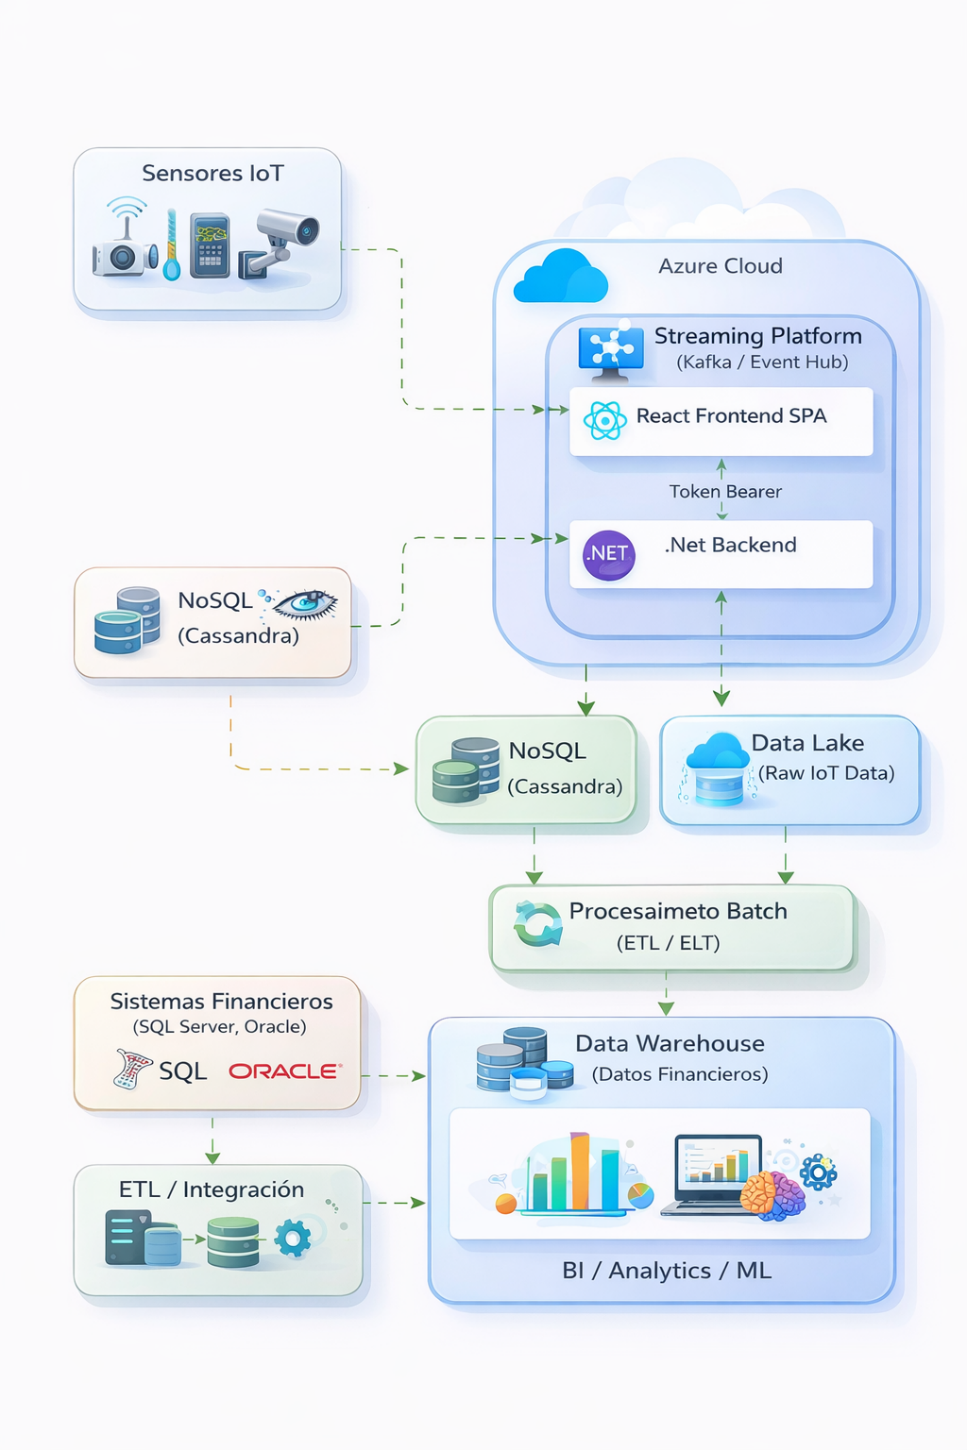 Sensores IoT
Azure Cloud
Streaming Platform
(Kafka / Event Hub)
React Frontend SPA
Token Bearer
.NET
.Net Backend
NoSQL
(Cassandra)
NoSQL
(Cassandra)
Data Lake
(Raw IoT Data)
Procesaimeto Batch
(ETL / ELT)
Sistemas Financieros
(SQL Server, Oracle)
SQL
ORACLE
Data Warehouse
(Datos Financieros)
ETL / Integración
BI / Analytics / ML